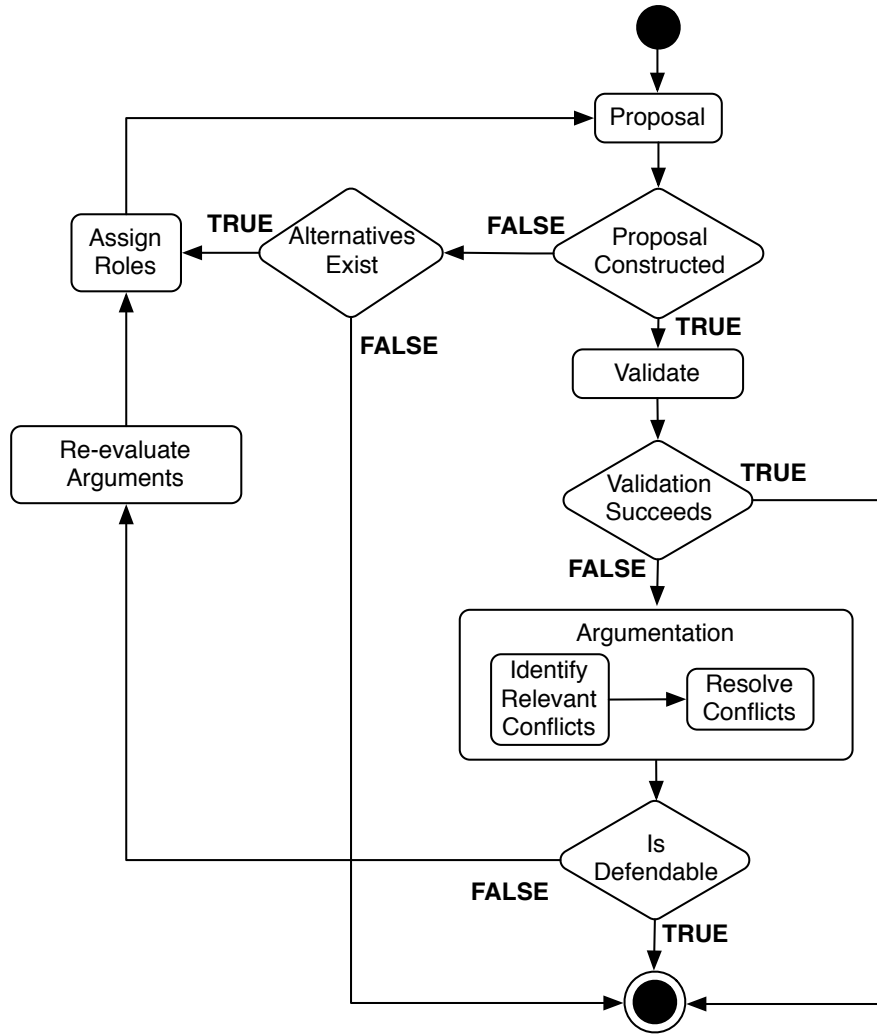 Proposal
TRUE
FALSE
Assign
Roles
Alternatives
Exist
Proposal
Constructed
FALSE
TRUE
Validate
Re-evaluate
Arguments
Validation
Succeeds
TRUE
FALSE
Argumentation
Identify
Relevant
Conflicts
Resolve
Conflicts
Is
Defendable
FALSE
TRUE